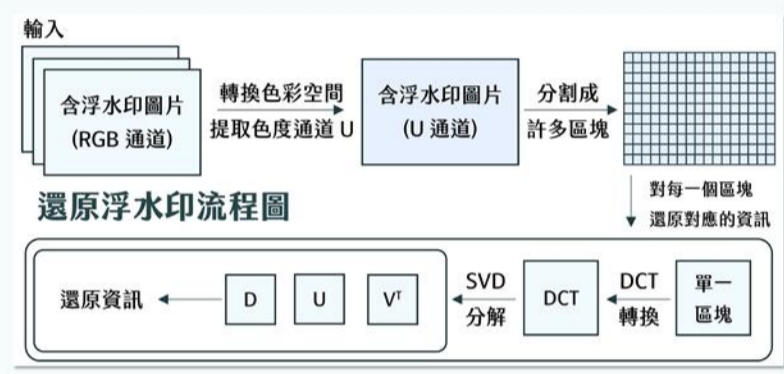 輸入
含浮水印圖片
(RGB 通道)
轉換色彩空間
提取色度通道 U
含浮水印圖片
(U 通道)
分割成
許多區塊
還原浮水印流程圖
對每一個區塊
還原對應的資訊
還原資訊
D
U
Vᵀ
SVD
分解
DCT
DCT
轉換
單一
區塊